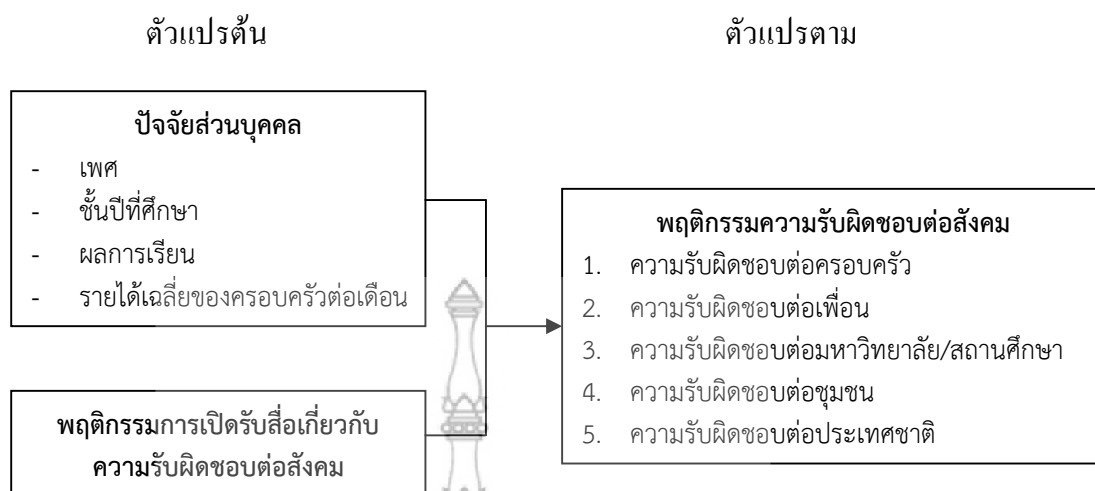 ตัวแปรต้น
ตัวแปรตาม
ปัจจัยส่วนบุคคล
- เพศ
- ชั้นปีที่ศึกษา
- ผลการเรียน
- รายได้เฉลี่ยของครอบครัวต่อเดือน
พฤติกรรมการเปิดรับสื่อเกี่ยวกับ
ความรับผิดชอบต่อสังคม
พฤติกรรมความรับผิดชอบต่อสังคม
1. ความรับผิดชอบต่อครอบครัว
2. ความรับผิดชอบต่อเพื่อน
3. ความรับผิดชอบต่อมหาวิทยาลัย/สถานศึกษา
4. ความรับผิดชอบต่อชุมชน
5. ความรับผิดชอบต่อประเทศชาติ